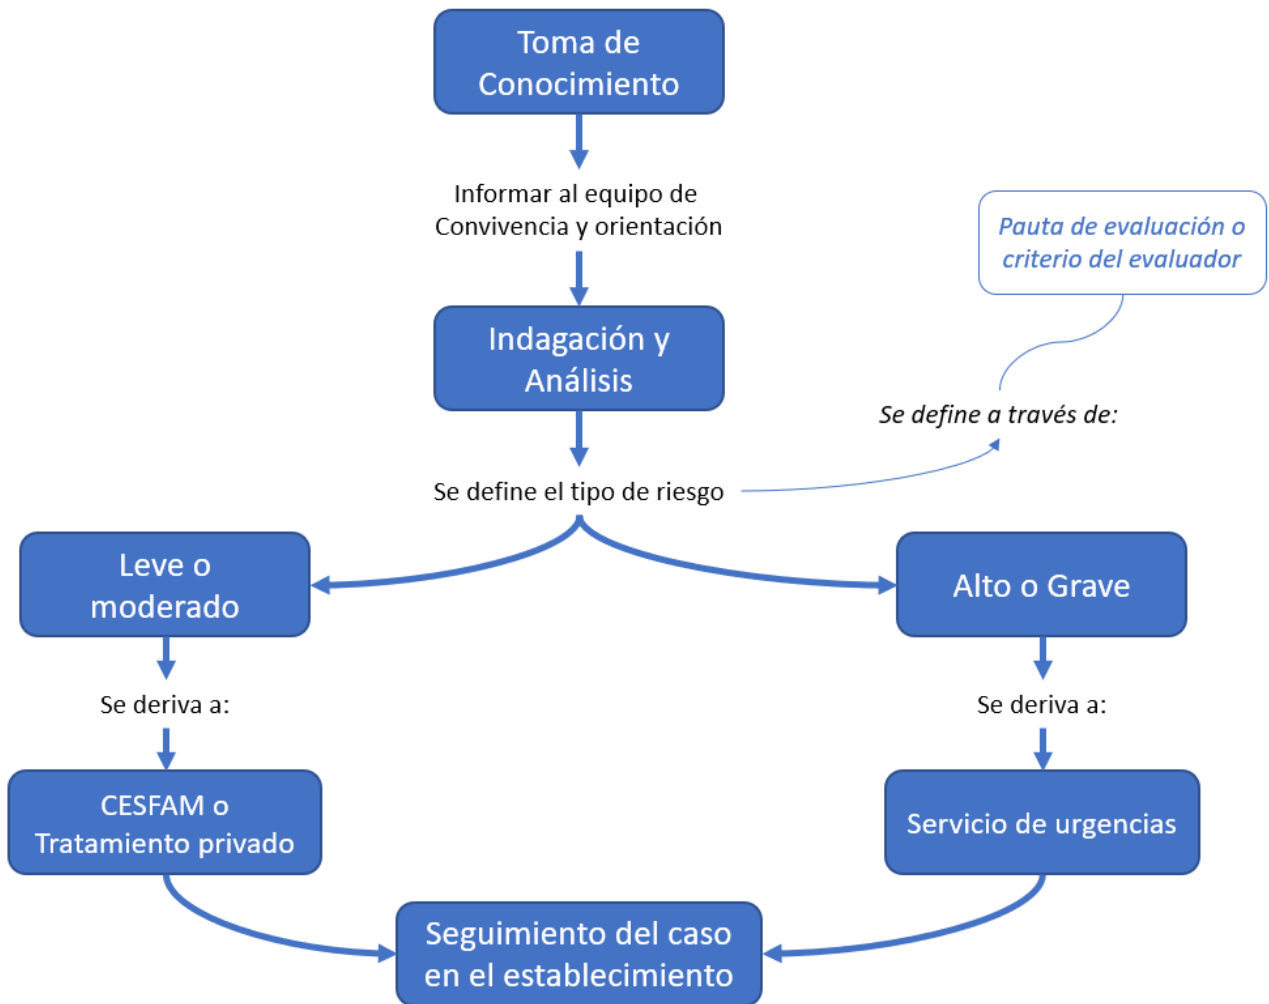 Toma de
Conocimiento
Informar al equipo de
Convivencia y orientación
Pauta de evaluación o
criterio del evaluador
Indagación y
Análisis
Se define a través de:
Se define el tipo de riesgo
Leve o
moderado
Alto o Grave
Se deriva a:
Se deriva a:
CESFAM o
Tratamiento privado
Servicio de urgencias
Seguimiento del caso
en el establecimiento